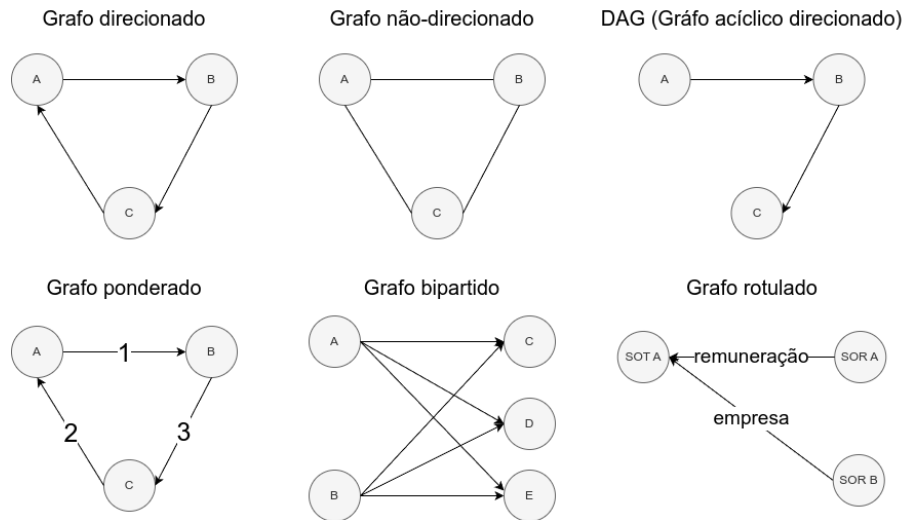 Grafo direcionado
A
B
C
Grafo não-direcionado
A
B
C
DAG (Gráfo acíclico direcionado)
A
B
C
Grafo ponderado
A
1
B
2
3
C
Grafo bipartido
A
C
D
B
E
Grafo rotulado
SOT A
remuneração
SOR A
empresa
SOR B